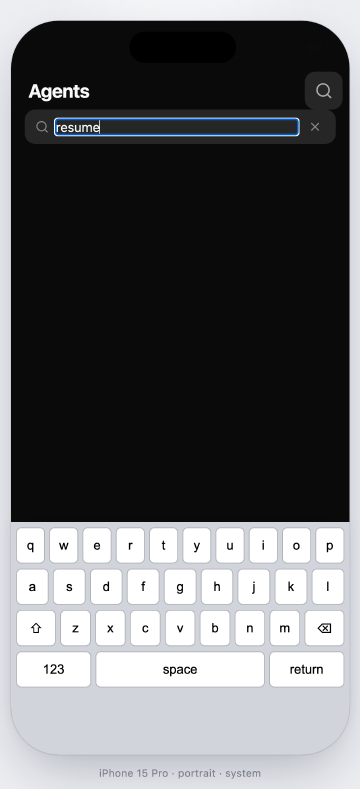 Agents
resume
q w e r t y u i o p
a s d f g h j k l
z x c v b n m
123 space return
iPhone 15 Pro · portrait · system